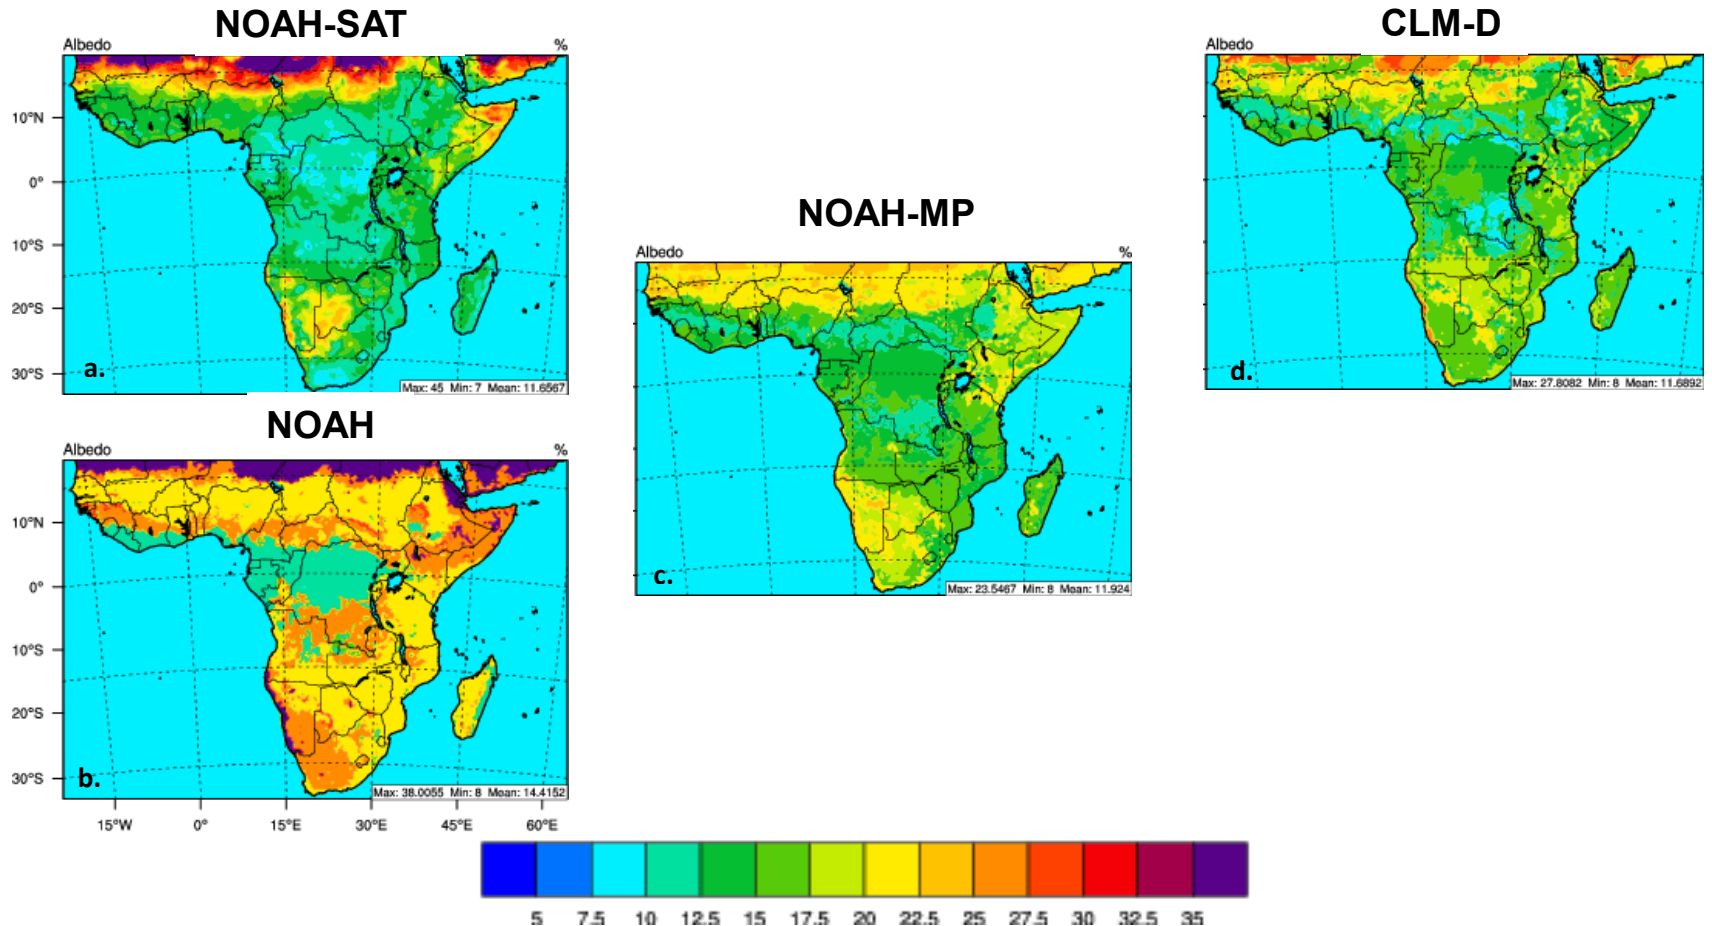 NOAH-SAT
Albedo %
10°N
0°
10°S
20°S
30°S
a.
Max: 45 Min: 7 Mean: 11.6567
NOAH
Albedo %
10°N
0°
10°S
20°S
30°S
b.
Max: 38.0055 Min: 8 Mean: 14.4152
15°W 0° 15°E 30°E 45°E 60°E
NOAH-MP
Albedo %
c.
Max: 23.5467 Min: 8 Mean: 11.924
CLM-D
Albedo
d.
Max: 27.8082 Min: 8 Mean: 11.6892
5 7.5 10 12.5 15 17.5 20 22.5 25 27.5 30 32.5 35